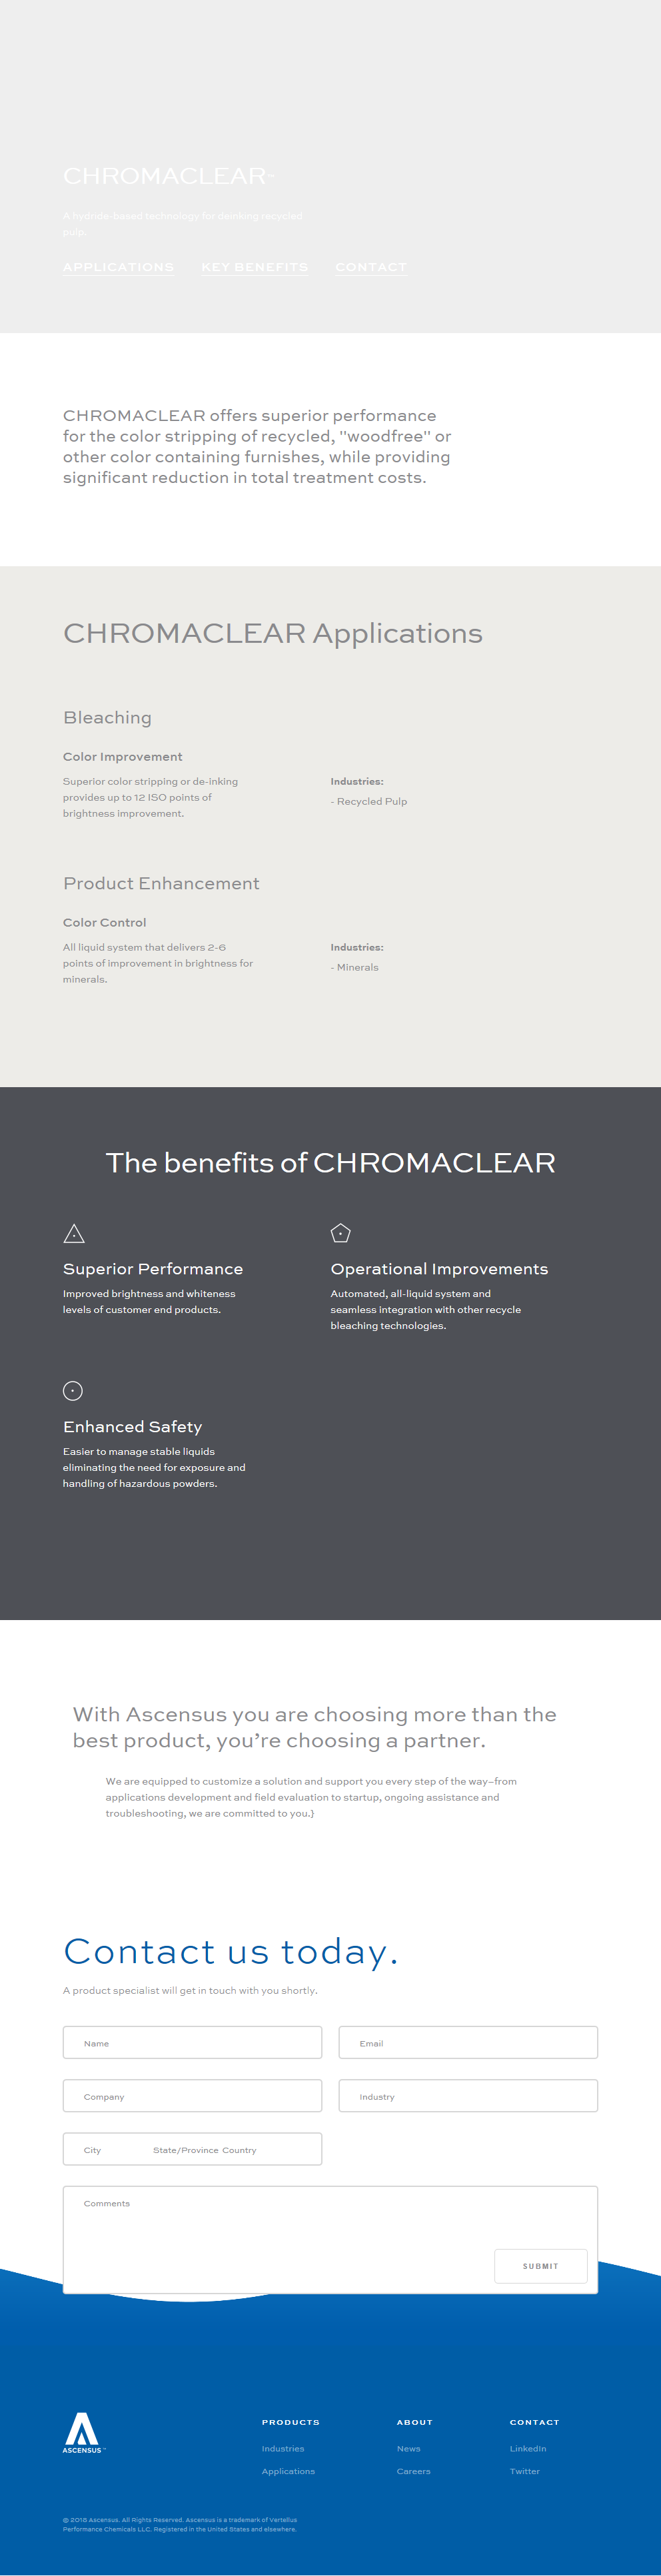 CHROMACLEAR™
A hydride-based technology for deinking recycled
pulp.
APPLICATIONS KEY BENEFITS CONTACT
CHROMACLEAR offers superior performance
for the color stripping of recycled, "woodfree" or
other color containing furnishes, while providing
significant reduction in total treatment costs.
CHROMACLEAR Applications
Bleaching
Color Improvement
Superior color stripping or de-inking
provides up to 12 ISO points of
brightness improvement.
Industries:
- Recycled Pulp
Product Enhancement
Color Control
All liquid system that delivers 2-6
points of improvement in brightness for
minerals.
Industries:
- Minerals
The benefits of CHROMACLEAR
Superior Performance
Improved brightness and whiteness
levels of customer end products.
Operational Improvements
Automated, all-liquid system and
seamless integration with other recycle
bleaching technologies.
Enhanced Safety
Easier to manage stable liquids
eliminating the need for exposure and
handling of hazardous powders.
With Ascensus you are choosing more than the
best product, you’re choosing a partner.
We are equipped to customize a solution and support you every step of the way–from
applications development and field evaluation to startup, ongoing assistance and
troubleshooting, we are committed to you.}
Contact us today.
A product specialist will get in touch with you shortly.
Name
Email
Company
Industry
City State/Province Country
Comments
SUBMIT
ASCENSUS™
PRODUCTS
Industries
Applications
ABOUT
News
Careers
CONTACT
LinkedIn
Twitter
© 2018 Ascensus. All Rights Reserved. Ascensus is a trademark of Vertellus
Performance Chemicals LLC. Registered in the United States and elsewhere.